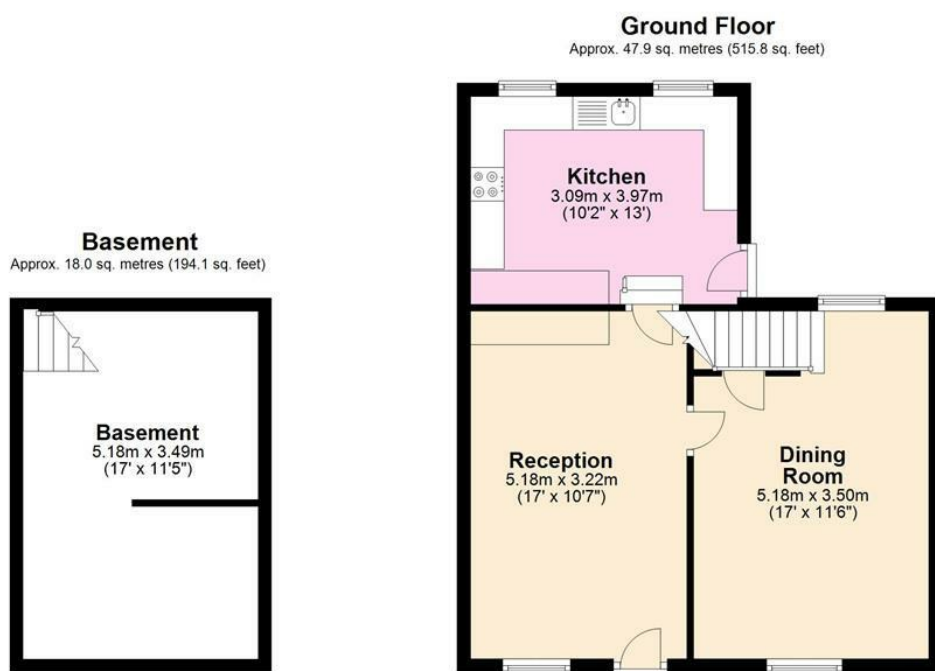 Ground Floor
Approx. 47.9 sq. metres (515.8 sq. feet)
Kitchen
3.09m x 3.97m
(10'2" x 13')
Basement
Approx. 18.0 sq. metres (194.1 sq. feet)
Basement
5.18m x 3.49m
(17' x 11'5")
Reception
5.18m x 3.22m
(17' x 10'7")
Dining
Room
5.18m x 3.50m
(17' x 11'6")